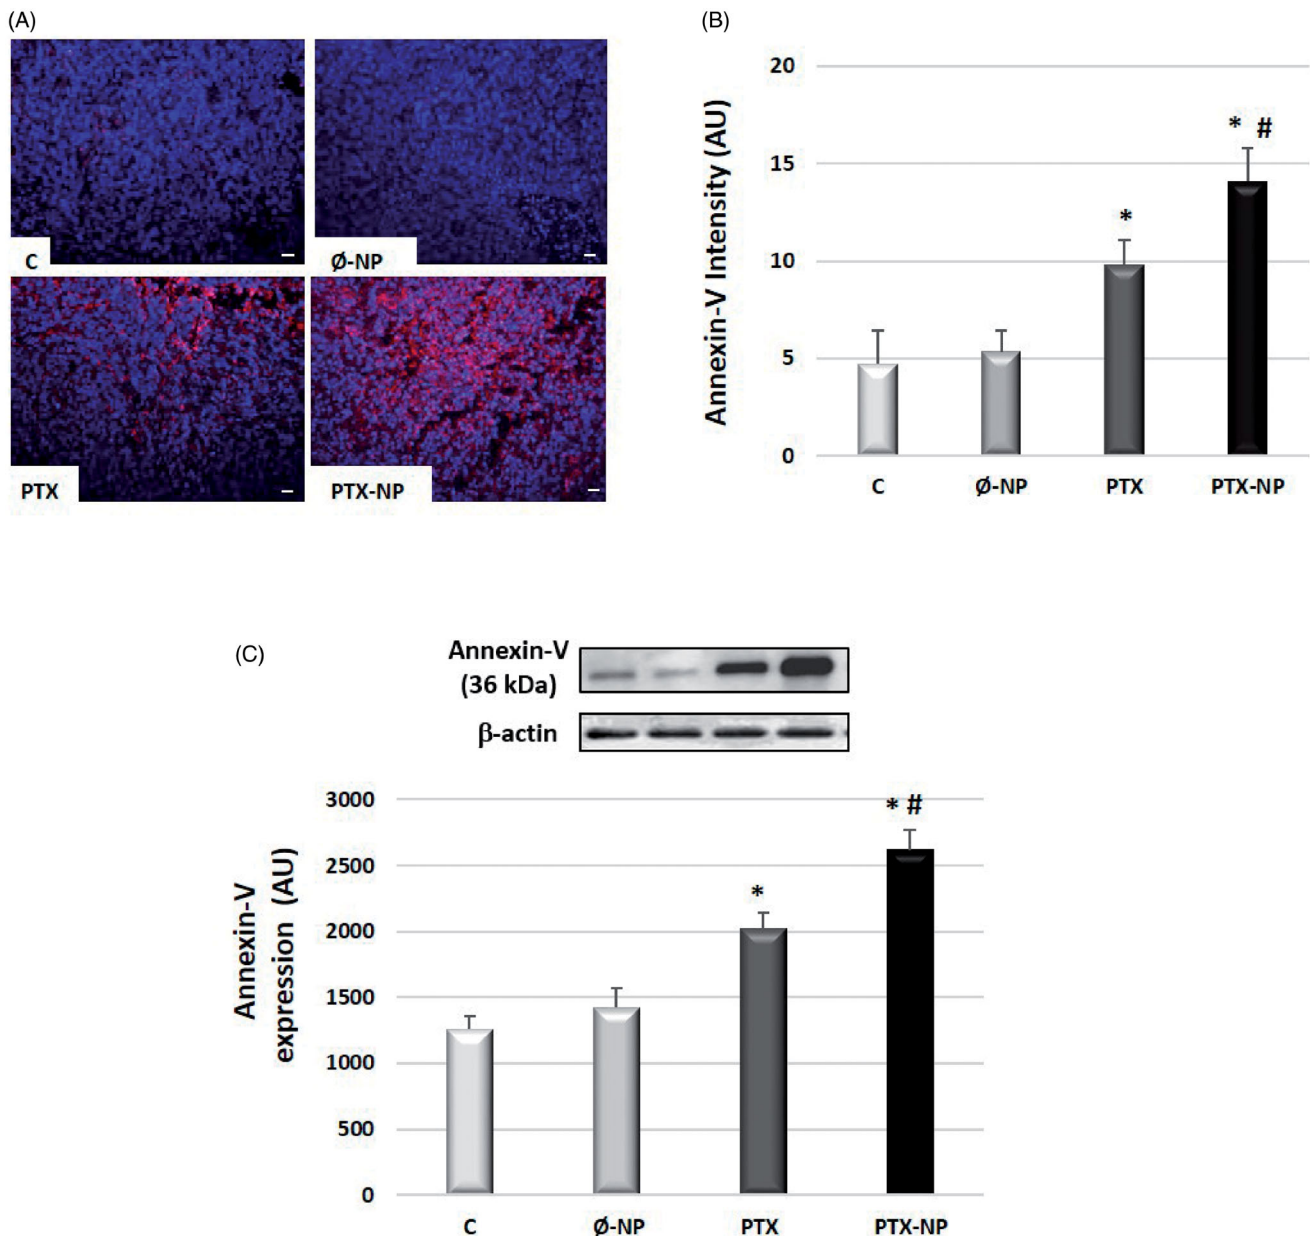 (A)
C
Ø-NP
PTX
PTX-NP
(B)
Annexin-V Intensity (AU)
20
15
10
5
0
*
* #
C
Ø-NP
PTX
PTX-NP
(C)
Annexin-V
(36 kDa)
β-actin
Annexin-V
expression (AU)
3000
2500
2000
1500
1000
500
0
*
* #
C
Ø-NP
PTX
PTX-NP